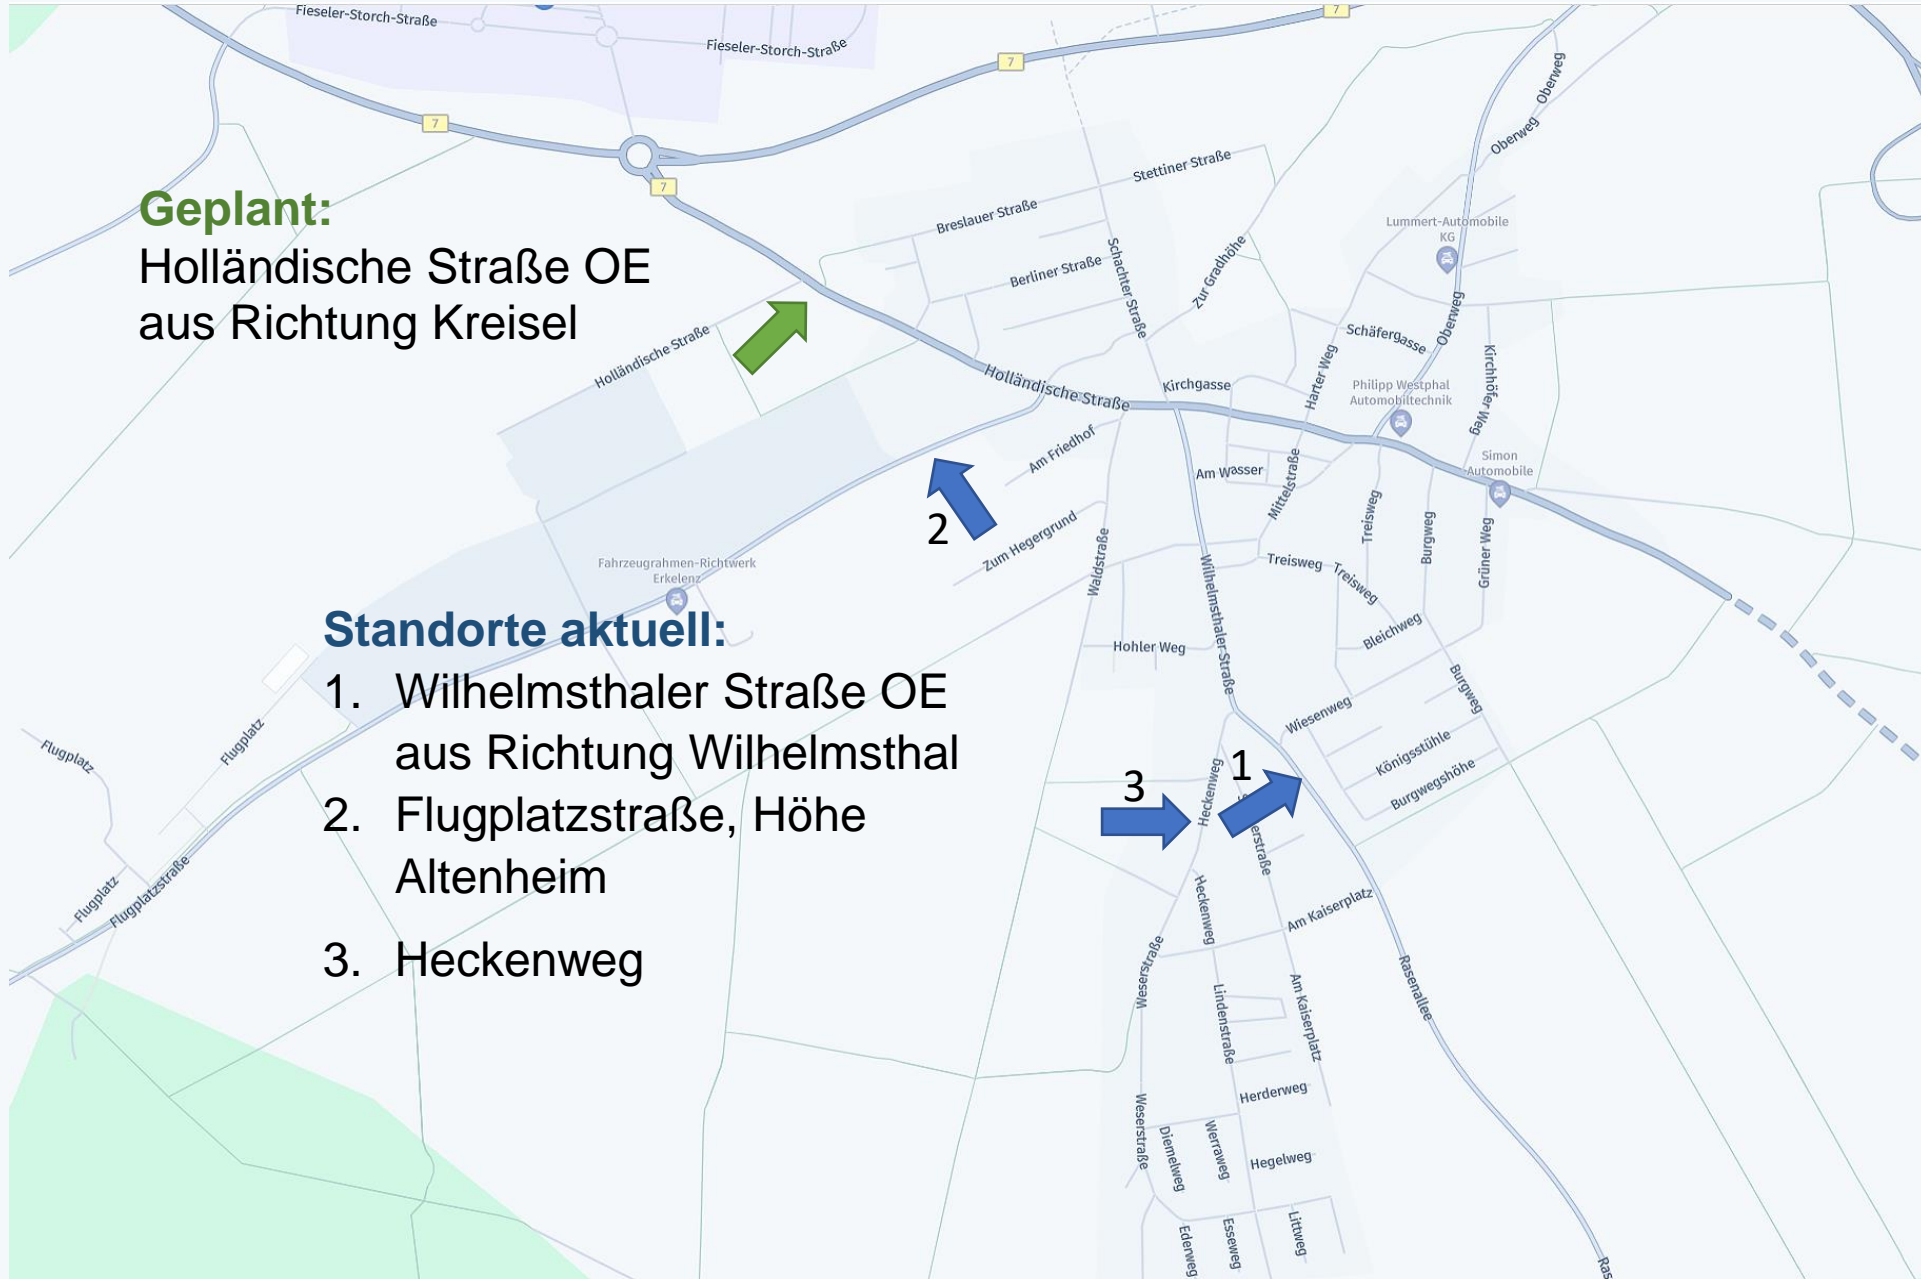 Fieseler-Storch-Straße
Fieseler-Storch-Straße
7
7
7
7
Geplant:
Holländische Straße OE
aus Richtung Kreisel
Stettiner Straße
Breslauer Straße
Berliner Straße
Schachter Straße
Zur Gradhöhe
Oberweg
Oberweg
Lummert-Automobile
KG
Oberweg
Schäfergasse
Harter Weg
Kirchhöfer Weg
Holländische Straße
Holländische Straße
Kirchgasse
Philipp Westphal
Automobiltechnik
Simon
Automobile
Am Friedhof
Am Wasser
Mittelstraße
Treisweg
Burgweg
Grüner Weg
2
Zum Hegergrund
Waldstraße
Wilhelmsthaler Straße
Treisweg
Treisweg
Bleichweg
Hohler Weg
Burgweg
Wiesenweg
Königsstühle
Burgwegshöhe
Fahrzeugrahmen-Richtwerk
Erkelenz
Standorte aktuell:
1. Wilhelmsthaler Straße OE
aus Richtung Wilhelmsthal
2. Flugplatzstraße, Höhe
Altenheim
3. Heckenweg
Flugplatz
Flugplatz
Flugplatz
Flugplatzstraße
3
1
Heckenweg
erstraße
Heckenweg
Am Kaiserplatz
Weserstraße
Lindenstraße
Am Kaiserplatz
Rasenallee
Herderweg
Weserstraße
Diemelweg
Werraweg
Hegelweg
Ederweg
Esseweg
Littweg
Ras